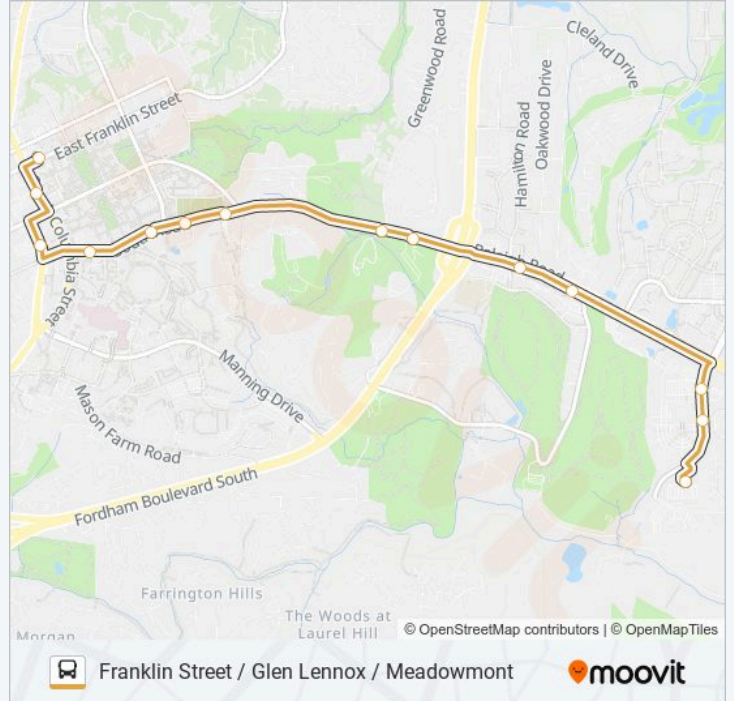 Cleland Drive
Greenwood Road
Hamilton Road
Oakwood Drive
East Franklin Street
Columbia Street
Raleigh Road
Manning Drive
Mason Farm Road
Fordham Boulevard South
Farrington Hills
The Woods at
Laurel Hill
Morgan
© OpenStreetMap contributors | © OpenMapTiles
Franklin Street / Glen Lennox / Meadowmont
moovit